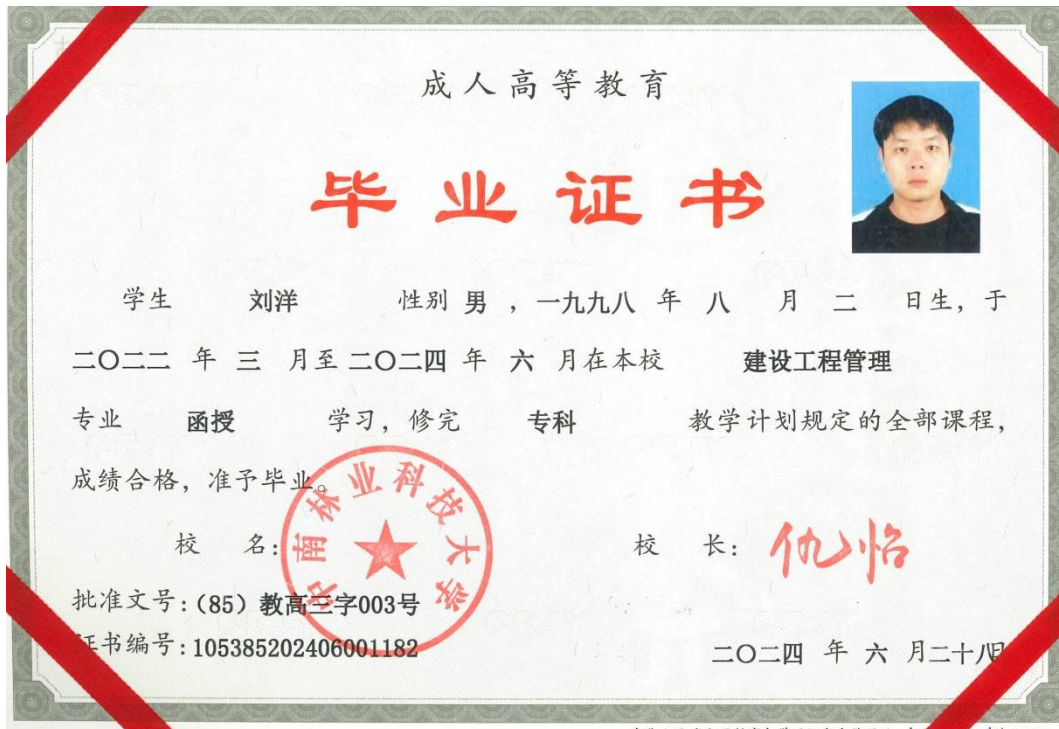 成人高等教育
毕业证书
学生 刘洋 性别 男 ，一九九八 年 八 月 二 日生，于
二〇二二 年 三 月至 二〇二四 年 六 月在本校 建设工程管理
专业 函授 学习，修完 专科 教学计划规定的全部课程，
成绩合格，准予毕业。
校 名：
中南林业科技大学
校 长：仇怡
批准文号：（85）教高三字003号
证书编号：105385202406001182
二〇二四 年 六 月二十八日